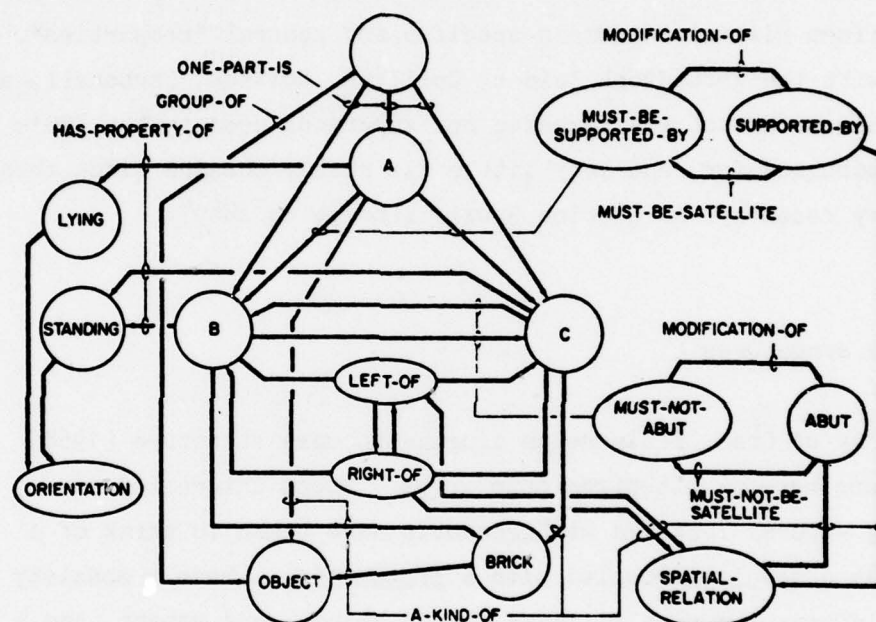 MODIFICATION-OF
ONE-PART-IS
GROUP-OF
HAS-PROPERTY-OF
MUST-BE-
SUPPORTED-BY
SUPPORTED-BY
A
LYING
MUST-BE-SATELLITE
STANDING
B
C
MODIFICATION-OF
LEFT-OF
MUST-NOT-
ABUT
ABUT
RIGHT-OF
ORIENTATION
MUST-NOT-BE-
SATELLITE
BRICK
OBJECT
SPATIAL-
RELATION
A-KIND-OF